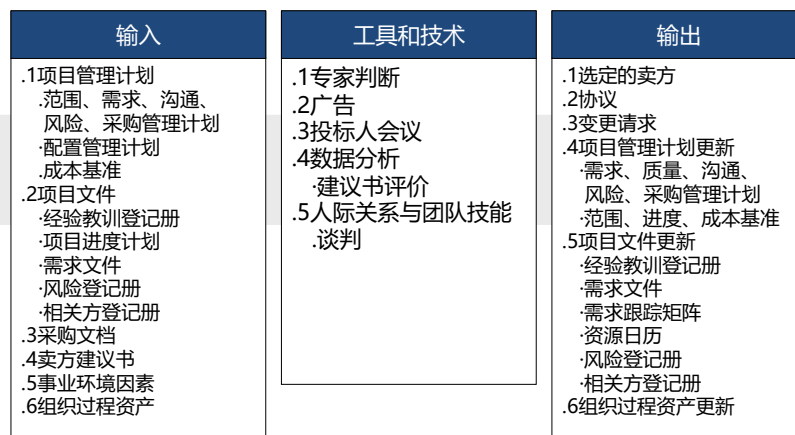 输入
.1项目管理计划
.范围、需求、沟通、
风险、采购管理计划
·配置管理计划
.成本基准
.2项目文件
·经验教训登记册
·项目进度计划
·需求文件
·风险登记册
·相关方登记册
.3采购文档
.4卖方建议书
.5事业环境因素
.6组织过程资产
工具和技术
.1专家判断
.2广告
.3投标人会议
.4数据分析
·建议书评价
.5人际关系与团队技能
.谈判
输出
.1选定的卖方
.2协议
.3变更请求
.4项目管理计划更新
·需求、质量、沟通、
风险、采购管理计划
·范围、进度、成本基准
.5项目文件更新
·经验教训登记册
·需求文件
·需求跟踪矩阵
·资源日历
·风险登记册
·相关方登记册
.6组织过程资产更新